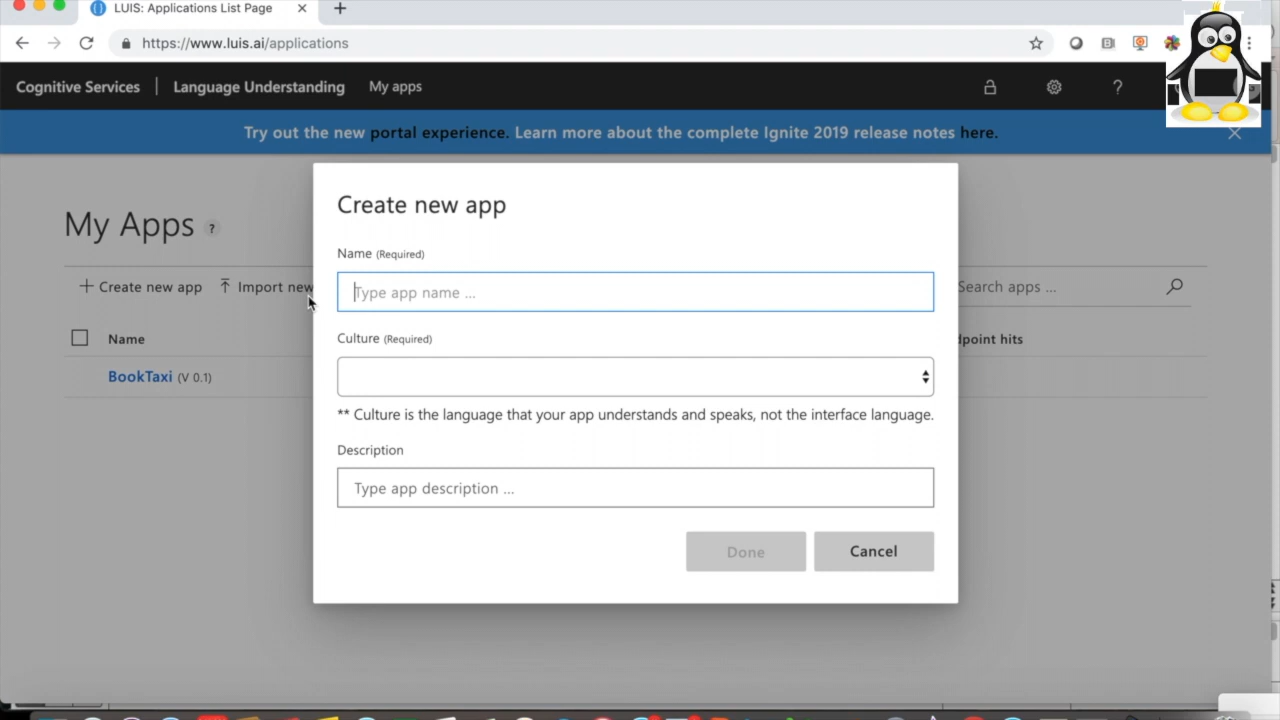 LUIS: Applications List Page
https://www.luis.ai/applications
Cognitive Services
Language Understanding
My apps
?
Try out the new portal experience. Learn more about the complete Ignite 2019 release notes here.
Create new app
My Apps ?
Name (Required)
Type app name ...
Create new app
Import new
Search apps ...
Culture (Required)
Name
dpoint hits
BookTaxi (V 0.1)
** Culture is the language that your app understands and speaks, not the interface language.
Description
Type app description ...
Done
Cancel